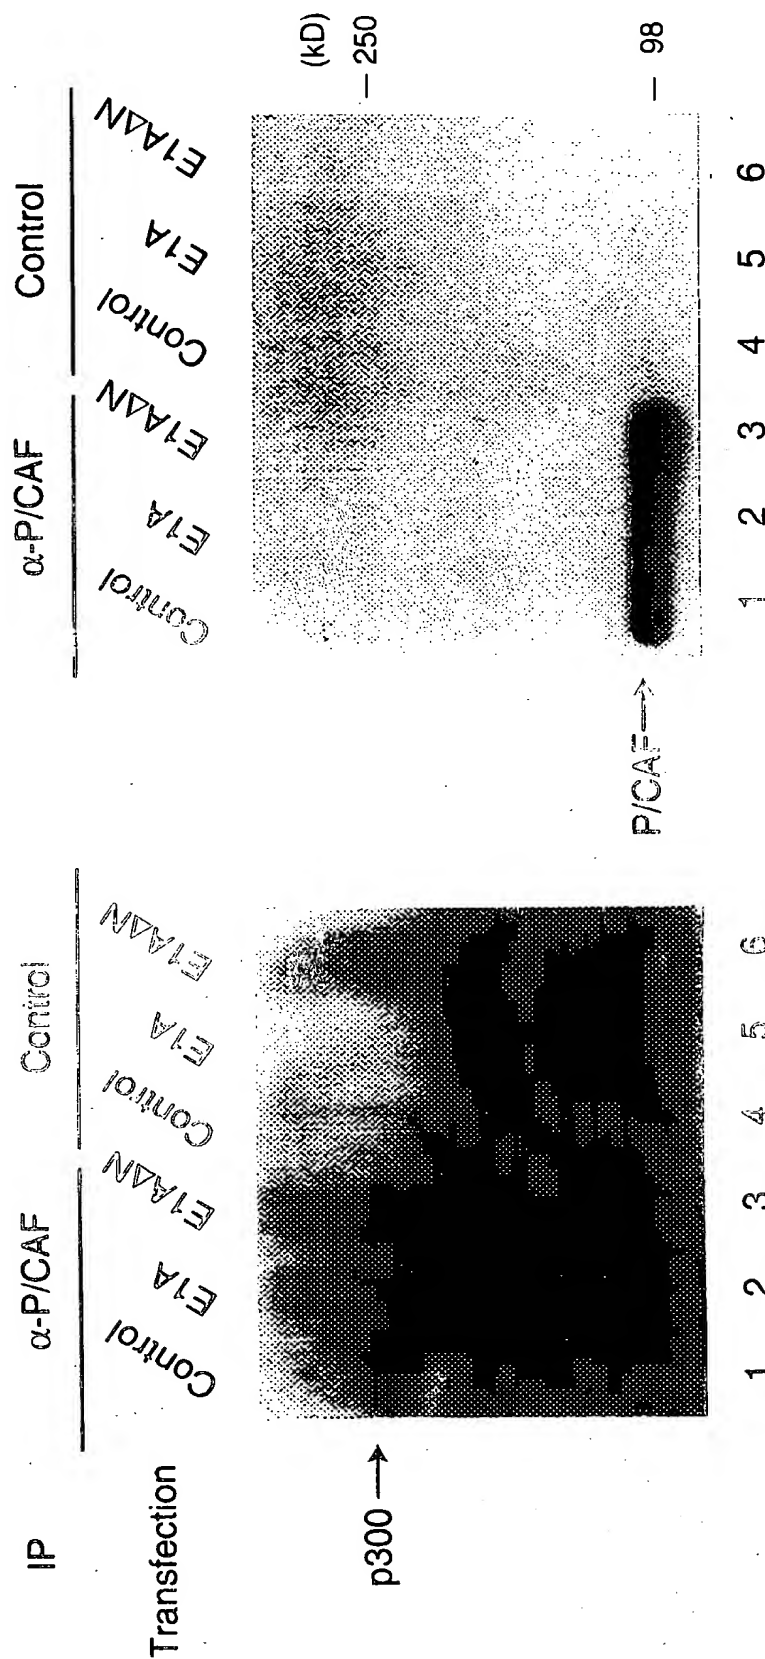 IP α-P/CAF Control α-P/CAF Control
Transfection Control E1A E1AΔN Control E1A E1AΔN Control E1A E1AΔN Control E1A E1AΔN
(kD)
p300 → – 250
P/CAF→ – 98
1 2 3 4 5 6 1 2 3 4 5 6